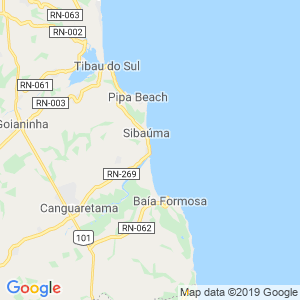 RN-063
RN-002
Tibau do Sul
RN-061
Pipa Beach
RN-003
Goianinha
Sibaúma
RN-269
Baía Formosa
Canguaretama
RN-062
101
Google
Map data ©2019 Google